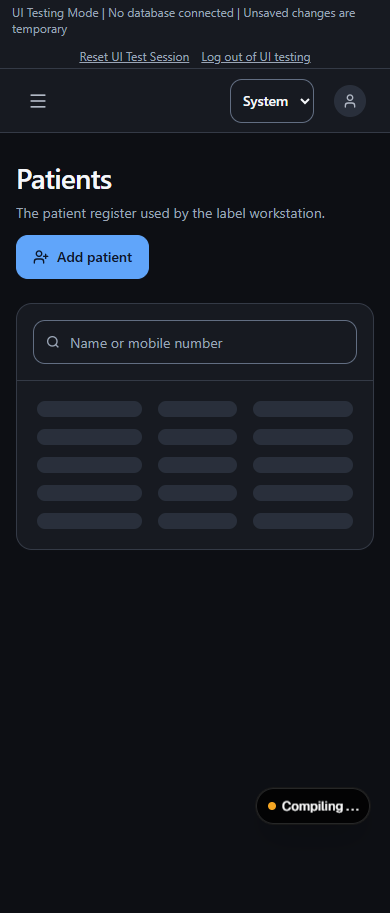 UI Testing Mode | No database connected | Unsaved changes are
temporary
Reset UI Test Session Log out of UI testing
System
Patients
The patient register used by the label workstation.
Add patient
Name or mobile number
Compiling ...